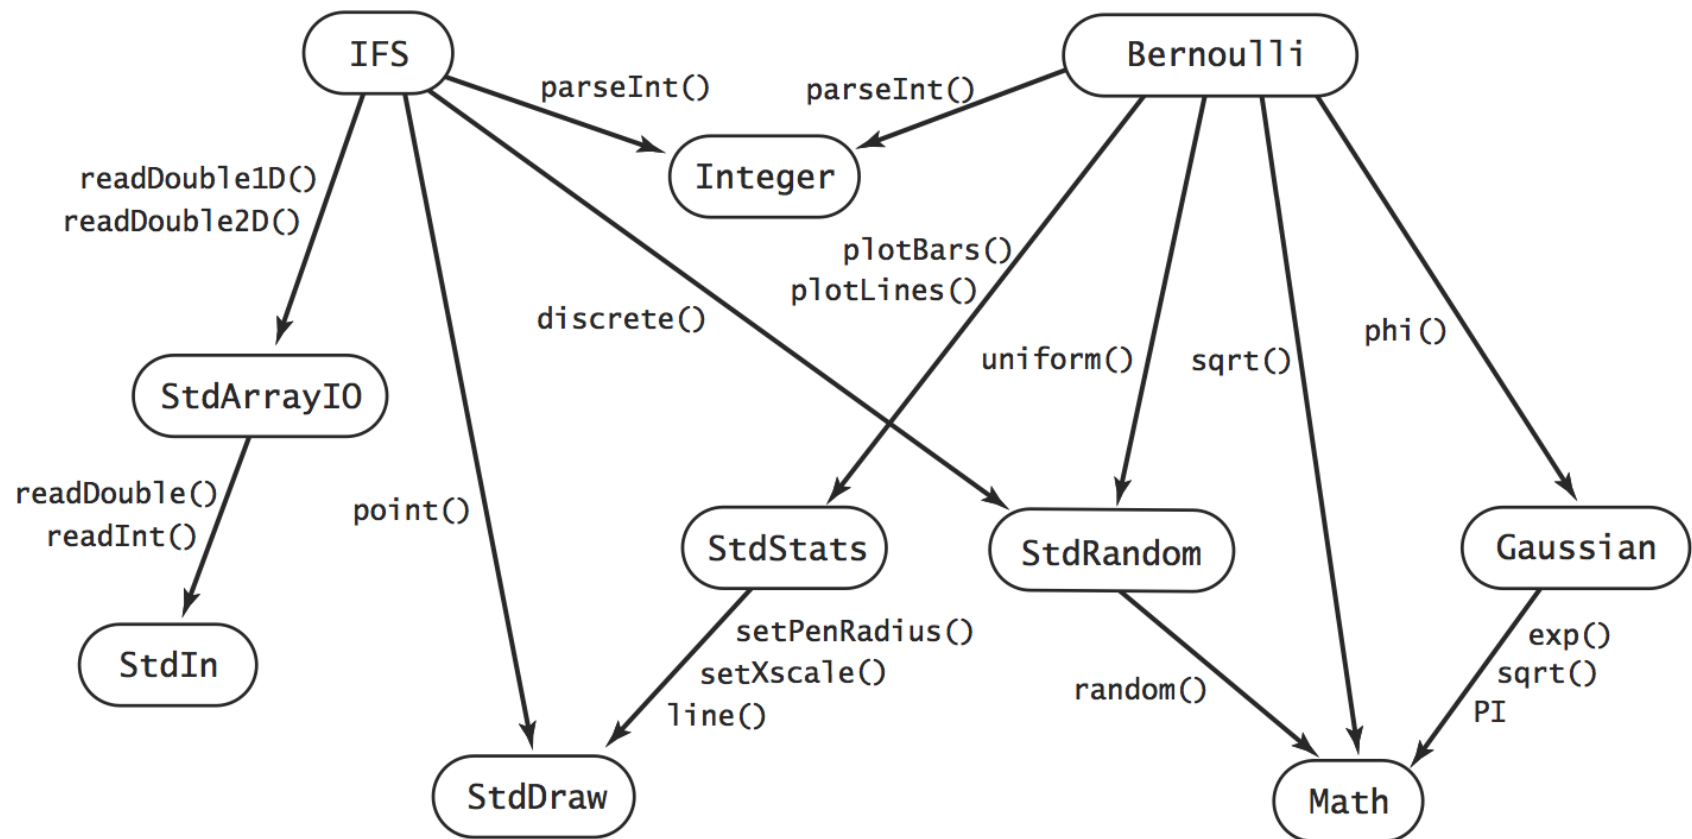 IFS
Bernoulli
parseInt()
parseInt()
Integer
readDouble1D()
readDouble2D()
plotBars()
plotLines()
discrete()
uniform()
sqrt()
phi()
StdArrayIO
readDouble()
readInt()
point()
StdStats
StdRandom
Gaussian
setPenRadius()
setXscale()
line()
exp()
sqrt()
PI
random()
StdIn
StdDraw
Math